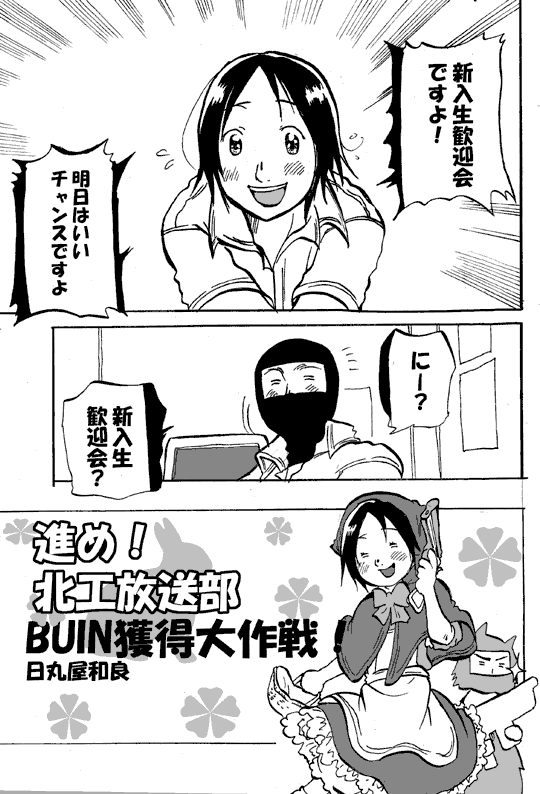 新入生歓迎会
ですよ！
明日はいい
チャンスですよ
にー？
新入生
歓迎会？
進め！
北工放送部
BUIN獲得大作戦！
日丸屋和良